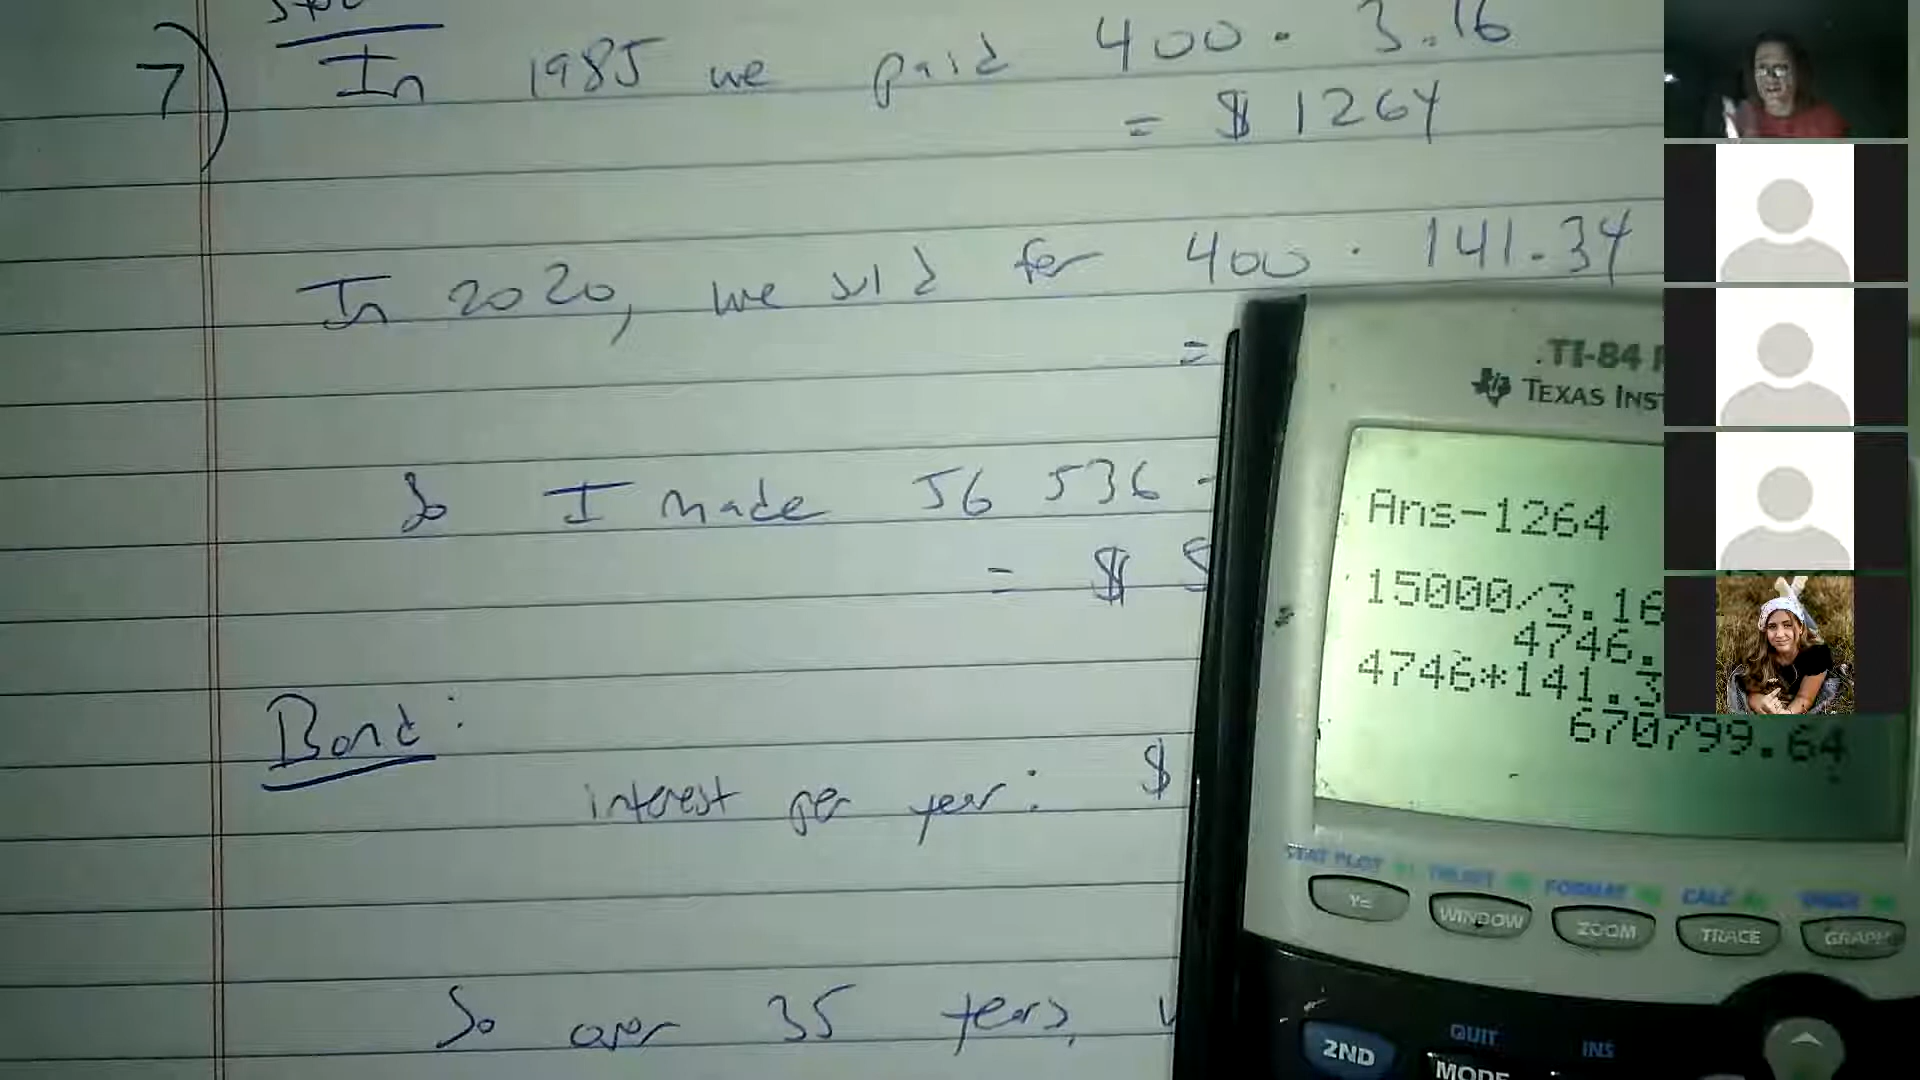 7)
In 1985 we paid 400 · 3.16
= $ 1264
In 2020, we sold for 400 · 141.34
=
So I made 56 536 -
= $ 5
Bond:
interest per year: $
So over 35 years,
TI-84
TEXAS INST
Ans-1264
15000/3.16
4746.
4746*141.3
670799.64
STAT PLOT TBLSET FORMAT CALC
Y= WINDOW ZOOM TRACE GRAPH
QUIT INS
2ND MODE